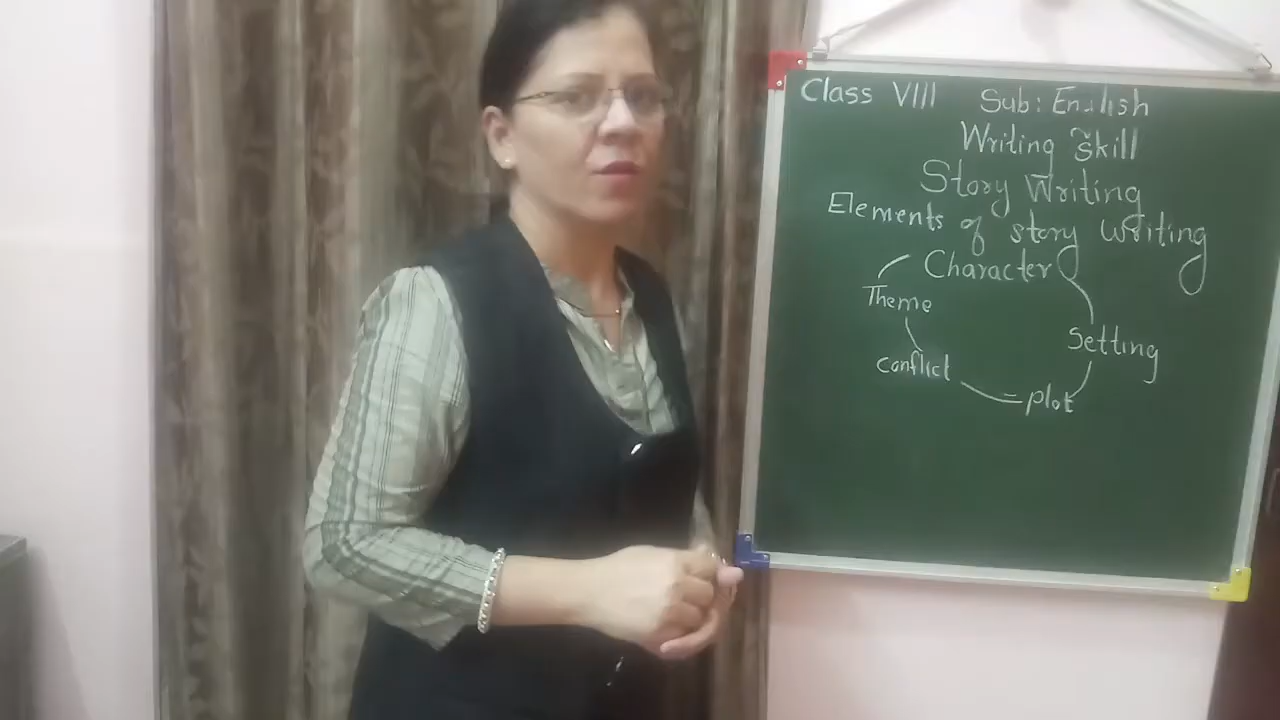 Class VIII Sub: English
Writing Skill
Story Writing
Elements of story writing
Character
Theme
Setting
Conflict
Plot